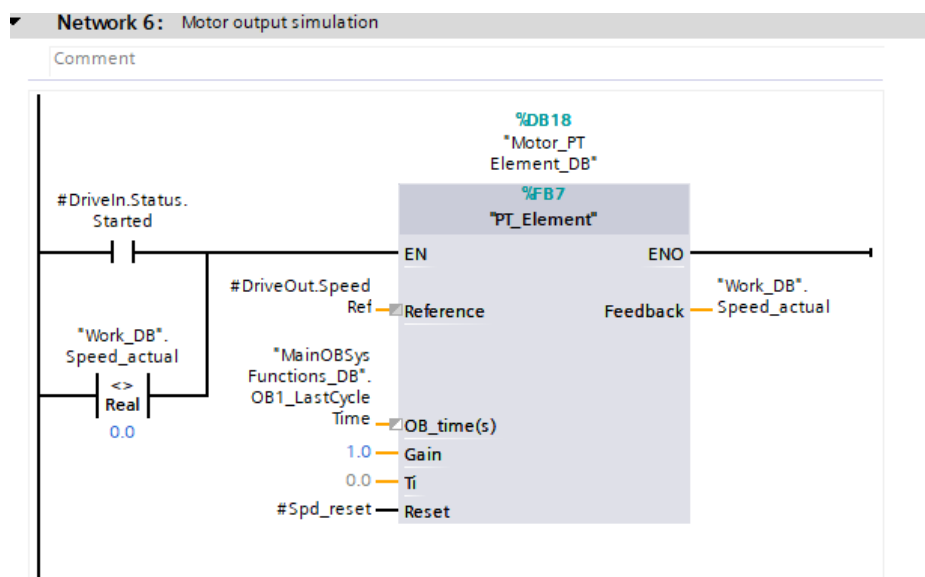 Network 6: Motor output simulation
Comment
%DB18
"Motor_PT
Element_DB"
%FB7
"PT_Element"
#DriveIn.Status.
Started
EN
ENO
#DriveOut.Speed
Ref
Reference
Feedback
"Work_DB".
Speed_actual
"Work_DB".
Speed_actual
<>
Real
0.0
"MainOBSys
Functions_DB".
OB1_LastCycle
Time
OB_time(s)
1.0
Gain
0.0
Ti
#Spd_reset
Reset